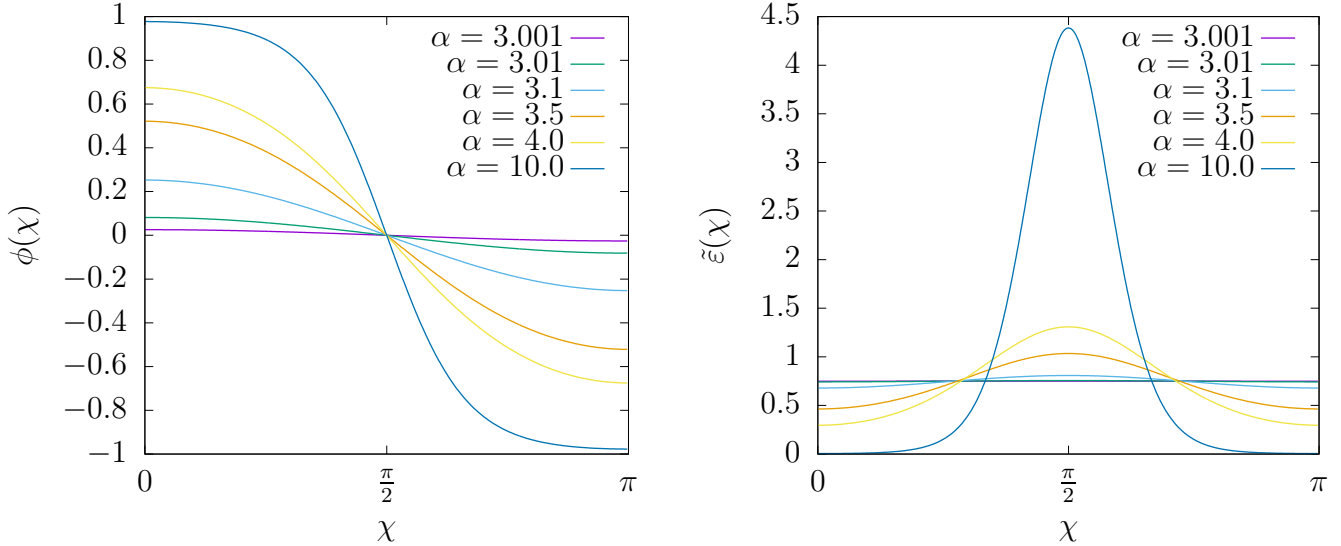 1
0.8
0.6
0.4
0.2
0
−0.2
−0.4
−0.6
−0.8
−1
ϕ(χ)
α = 3.001
α = 3.01
α = 3.1
α = 3.5
α = 4.0
α = 10.0
0
π/2
π
χ
4.5
4
3.5
3
2.5
2
1.5
1
0.5
0
ε̃(χ)
α = 3.001
α = 3.01
α = 3.1
α = 3.5
α = 4.0
α = 10.0
0
π/2
π
χ